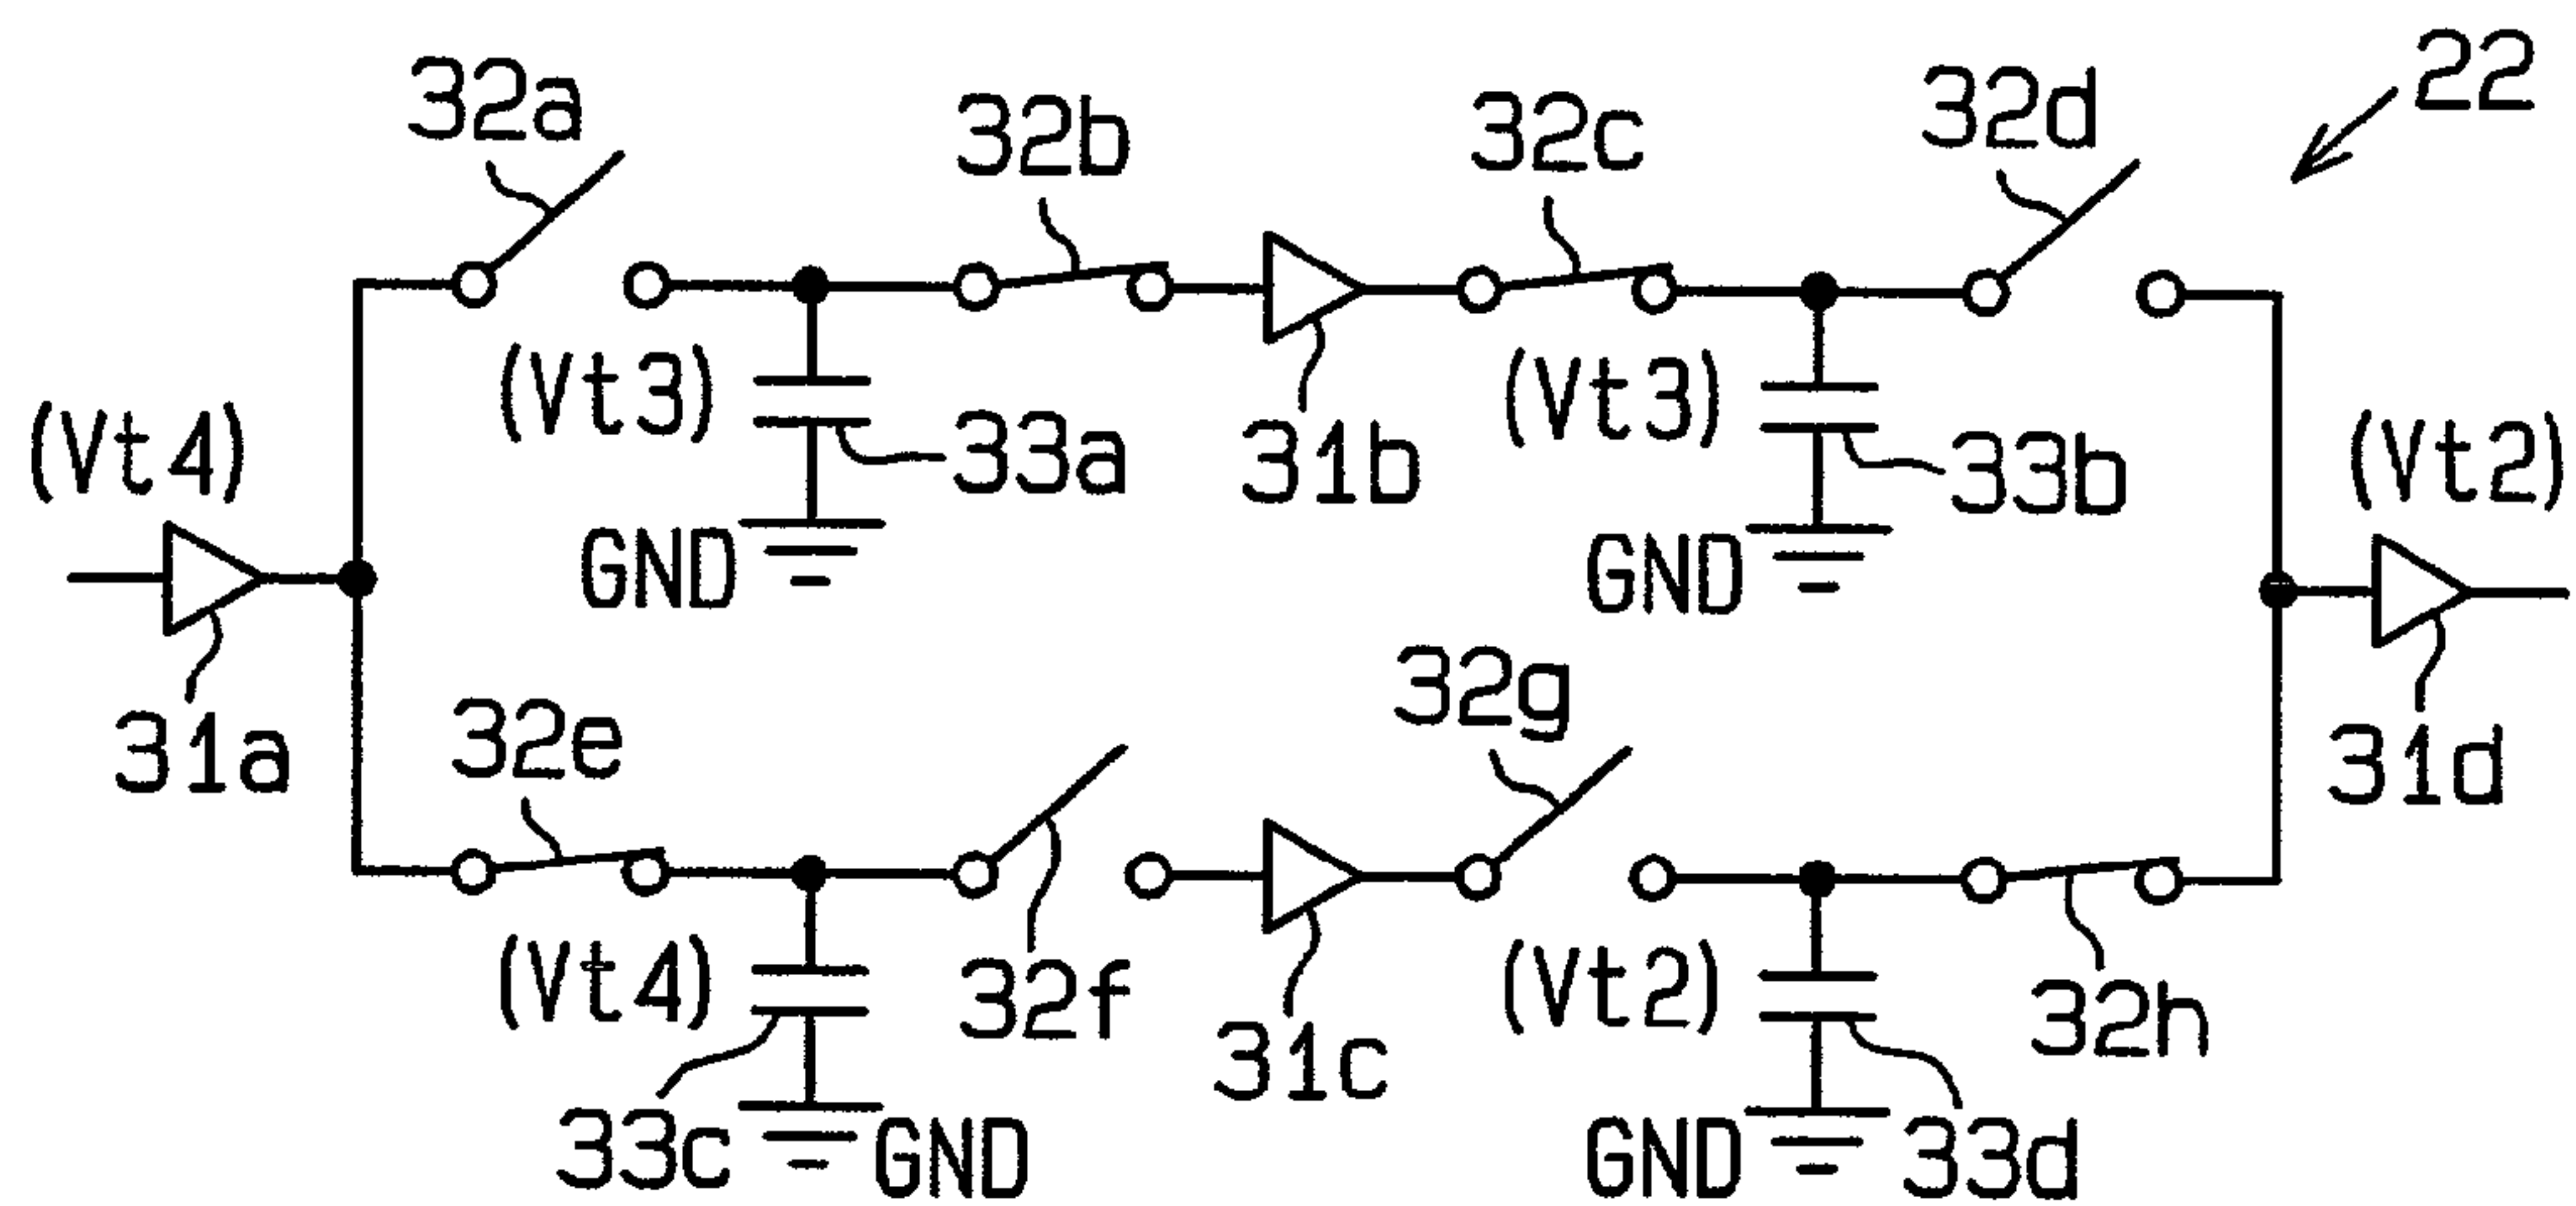 22
32a
32b
32c
32d
(Vt4)
(Vt3)
33a
31b
(Vt3)
33b
(Vt2)
GND
GND
31a
32e
32g
31d
(Vt4)
32f
31c
(Vt2)
32h
33c
GND
GND
33d